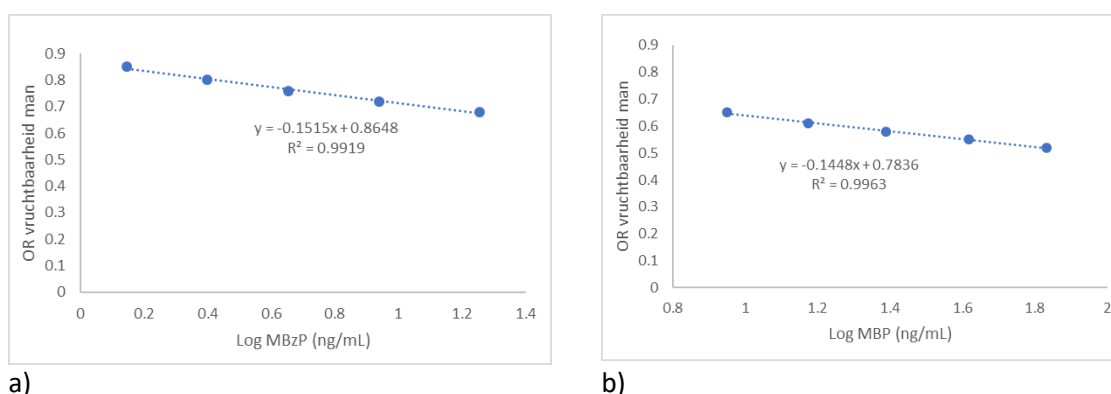 0.9
0.8
0.7
0.6
0.5
0.4
0.3
0.2
0.1
0
OR vruchtbaarheid man
y = -0.1515x + 0.8648
R² = 0.9919
0 0.2 0.4 0.6 0.8 1 1.2 1.4
Log MBzP (ng/mL)
a)
0.9
0.8
0.7
0.6
0.5
0.4
0.3
0.2
0.1
0
OR vruchtbaarheid man
y = -0.1448x + 0.7836
R² = 0.9963
0.8 1 1.2 1.4 1.6 1.8 2
Log MBP (ng/mL)
b)